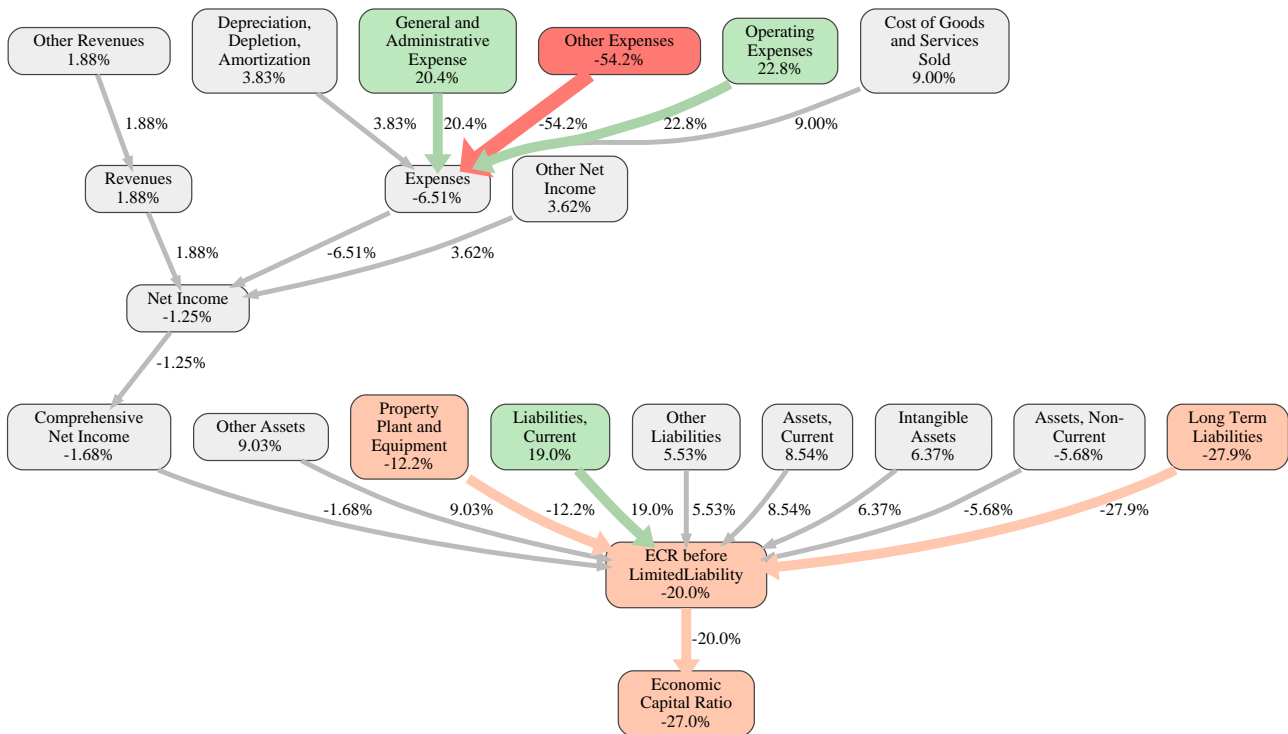 Other Revenues
1.88%
Depreciation,
Depletion,
Amortization
3.83%
General and
Administrative
Expense
20.4%
Other Expenses
-54.2%
Operating
Expenses
22.8%
Cost of Goods
and Services
Sold
9.00%
1.88%
3.83%
20.4%
-54.2%
22.8%
9.00%
Revenues
1.88%
Expenses
-6.51%
Other Net
Income
3.62%
1.88%
-6.51%
3.62%
Net Income
-1.25%
-1.25%
Comprehensive
Net Income
-1.68%
Other Assets
9.03%
Property
Plant and
Equipment
-12.2%
Liabilities,
Current
19.0%
Other
Liabilities
5.53%
Assets,
Current
8.54%
Intangible
Assets
6.37%
Assets, Non-
Current
-5.68%
Long Term
Liabilities
-27.9%
-1.68%
9.03%
-12.2%
19.0%
5.53%
8.54%
6.37%
-5.68%
-27.9%
ECR before
LimitedLiability
-20.0%
-20.0%
Economic
Capital Ratio
-27.0%